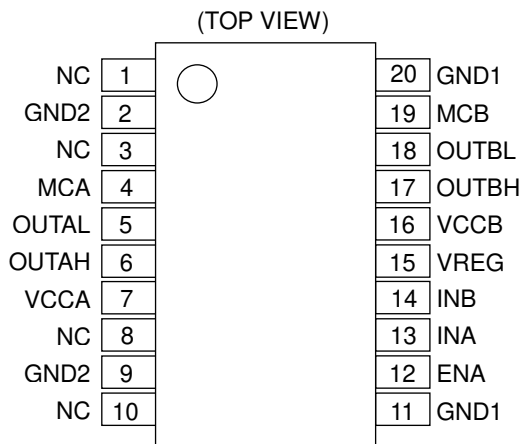 (TOP VIEW)
NC 1 20 GND1
GND2 2 19 MCB
NC 3 18 OUTBL
MCA 4 17 OUTBH
OUTAL 5 16 VCCB
OUTAH 6 15 VREG
VCCA 7 14 INB
NC 8 13 INA
GND2 9 12 ENA
NC 10 11 GND1